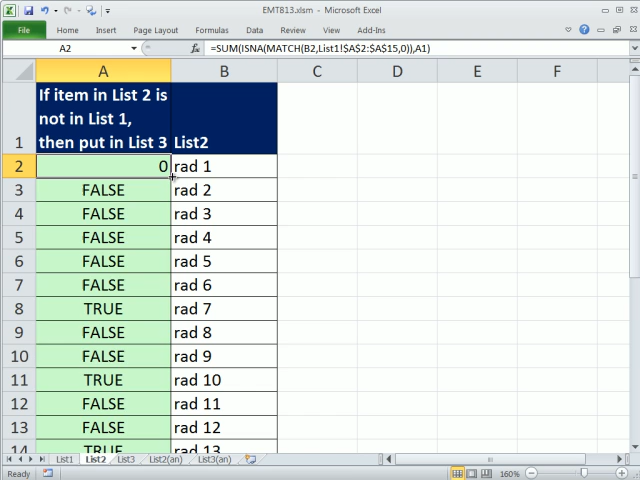 EMT813.xlsm - Microsoft Excel
File Home Insert Page Layout Formulas Data Review View Add-Ins
A2 fx =SUM(ISNA(MATCH(B2,List1!$A$2:$A$15,0)),A1)
A B C D E F
If item in List 2 is
not in List 1,
1 then put in List 3 List2
2 0 rad 1
3 FALSE rad 2
4 FALSE rad 3
5 FALSE rad 4
6 FALSE rad 5
7 FALSE rad 6
8 TRUE rad 7
9 FALSE rad 8
10 FALSE rad 9
11 TRUE rad 10
12 FALSE rad 11
13 FALSE rad 12
14 TRUE rad 13
List1 List2 List3 List2(an) List3(an)
Ready 160%